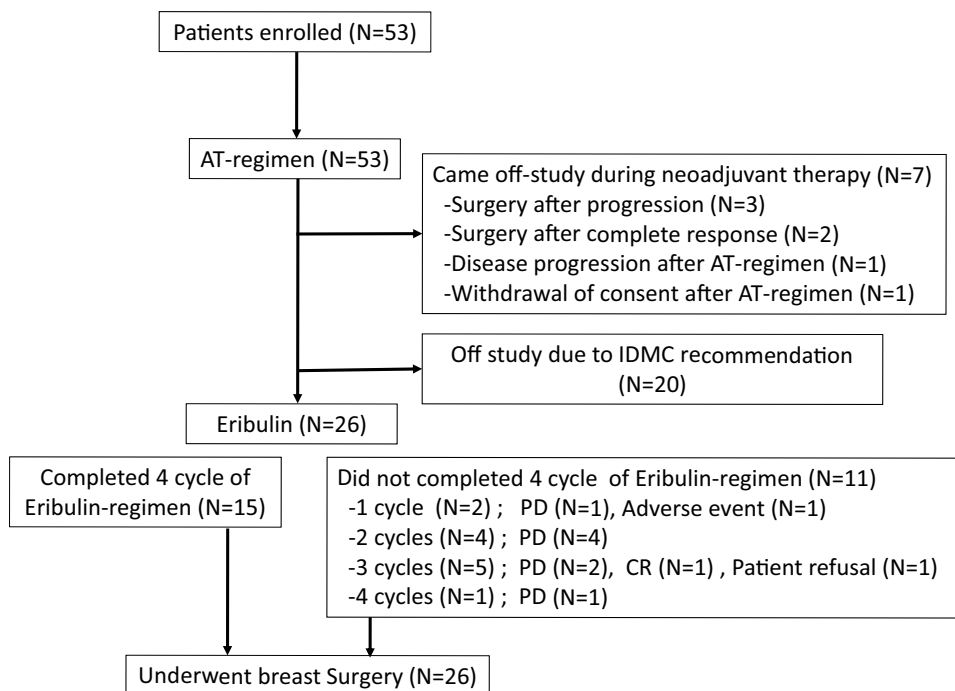 Patients enrolled (N=53)
AT-regimen (N=53)
Came off-study during neoadjuvant therapy (N=7)
-Surgery after progression (N=3)
-Surgery after complete response (N=2)
-Disease progression after AT-regimen (N=1)
-Withdrawal of consent after AT-regimen (N=1)
Off study due to IDMC recommendation
(N=20)
Eribulin (N=26)
Completed 4 cycle of
Eribulin-regimen (N=15)
Did not completed 4 cycle of Eribulin-regimen (N=11)
-1 cycle (N=2) ; PD (N=1), Adverse event (N=1)
-2 cycles (N=4) ; PD (N=4)
-3 cycles (N=5) ; PD (N=2), CR (N=1) , Patient refusal (N=1)
-4 cycles (N=1) ; PD (N=1)
Underwent breast Surgery (N=26)